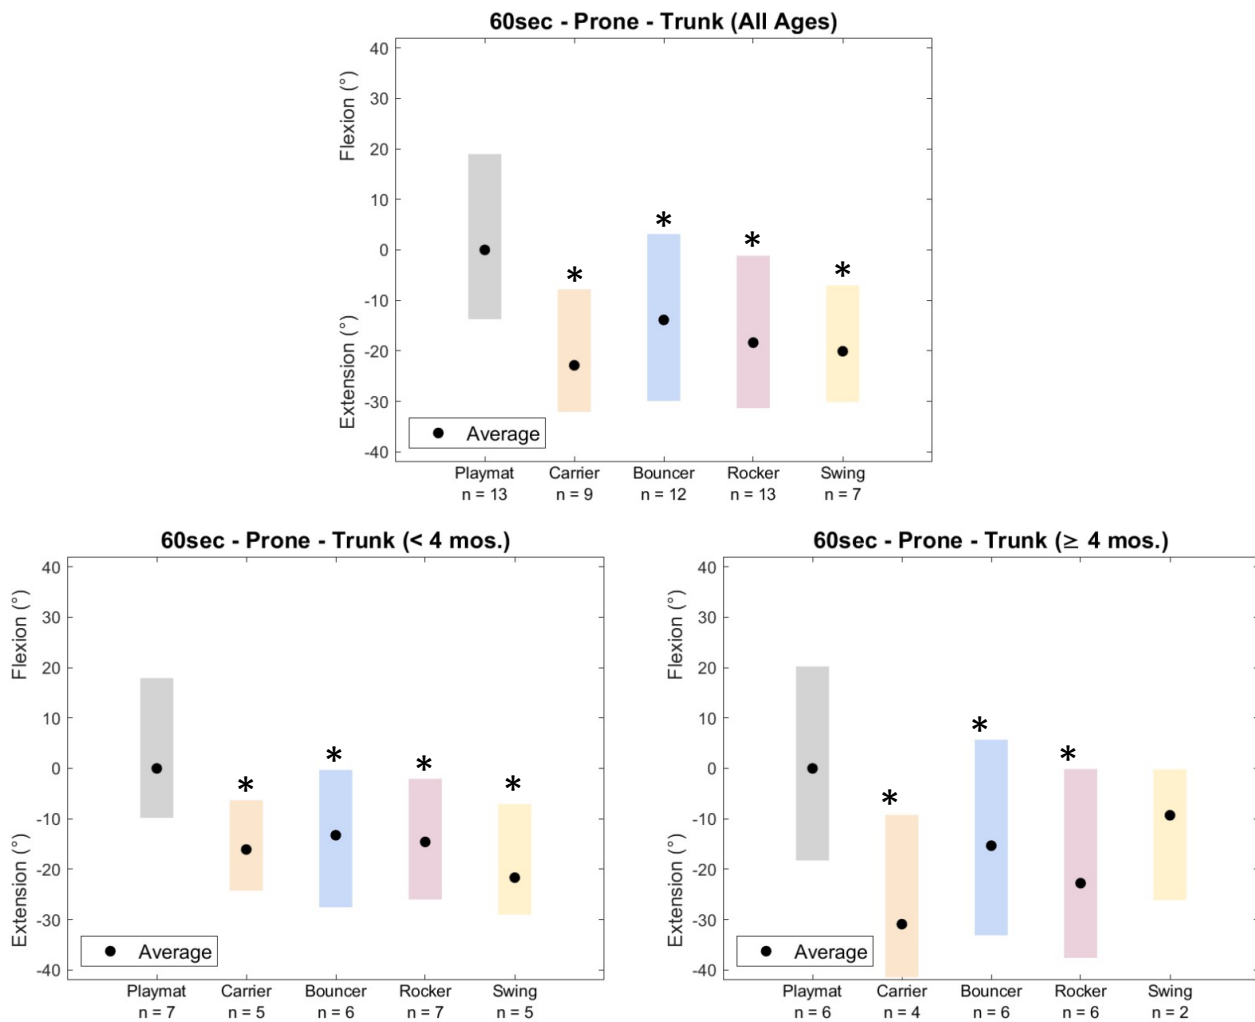 60sec - Prone - Trunk (All Ages)
Flexion (°)
Extension (°)
40
30
20
10
0
-10
-20
-30
-40
*
*
*
*
Average
Playmat Carrier Bouncer Rocker Swing
n = 13 n = 9 n = 12 n = 13 n = 7
60sec - Prone - Trunk (< 4 mos.)
Flexion (°)
Extension (°)
40
30
20
10
0
-10
-20
-30
-40
*
*
*
*
Average
Playmat Carrier Bouncer Rocker Swing
n = 7 n = 5 n = 6 n = 7 n = 5
60sec - Prone - Trunk (≥ 4 mos.)
Flexion (°)
Extension (°)
40
30
20
10
0
-10
-20
-30
-40
*
*
*
Average
Playmat Carrier Bouncer Rocker Swing
n = 6 n = 4 n = 6 n = 6 n = 2